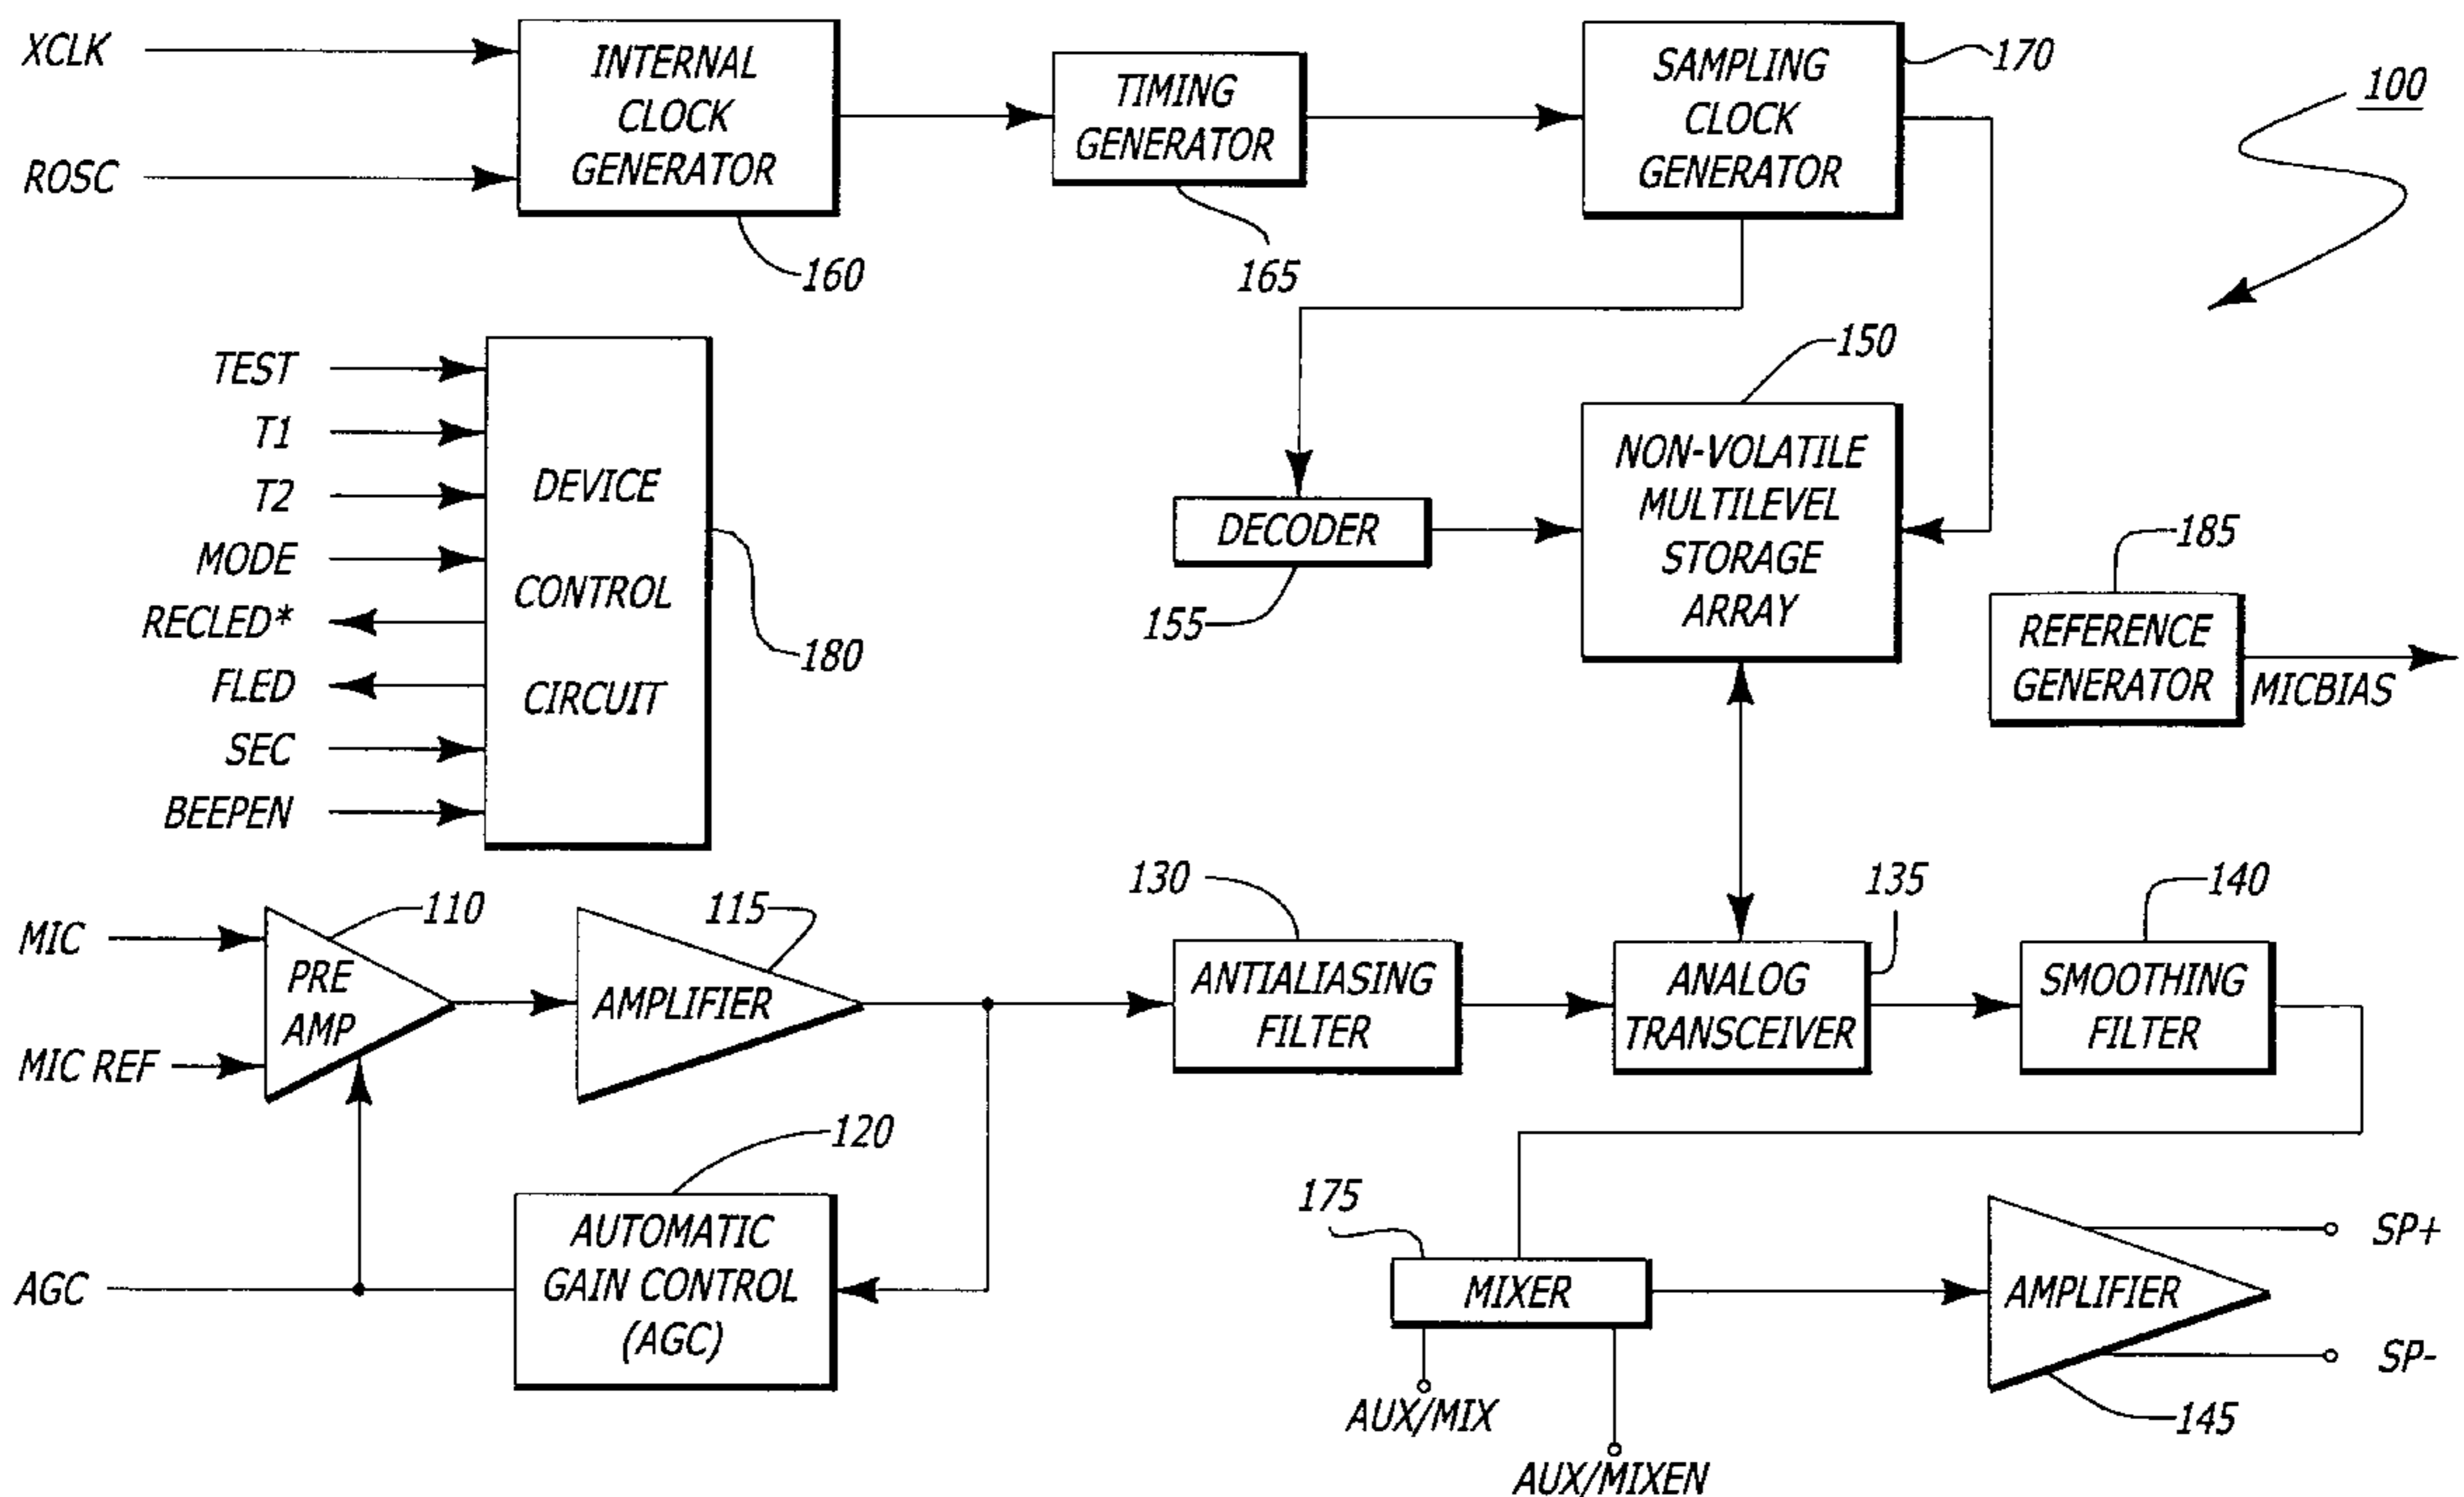 XCLK
ROSC
INTERNAL
CLOCK
GENERATOR
160
TIMING
GENERATOR
165
SAMPLING
CLOCK
GENERATOR
170
100
TEST
T1
T2
MODE
RECLED*
FLED
SEC
BEEPEN
DEVICE
CONTROL
CIRCUIT
180
DECODER
155
150
NON-VOLATILE
MULTILEVEL
STORAGE
ARRAY
185
REFERENCE
GENERATOR
MICBIAS
MIC
MIC REF
PRE
AMP
110
AMPLIFIER
115
130
ANTIALIASING
FILTER
135
ANALOG
TRANSCEIVER
140
SMOOTHING
FILTER
AGC
120
AUTOMATIC
GAIN CONTROL
(AGC)
175
MIXER
AUX/MIX
AUX/MIXEN
AMPLIFIER
145
SP+
SP-